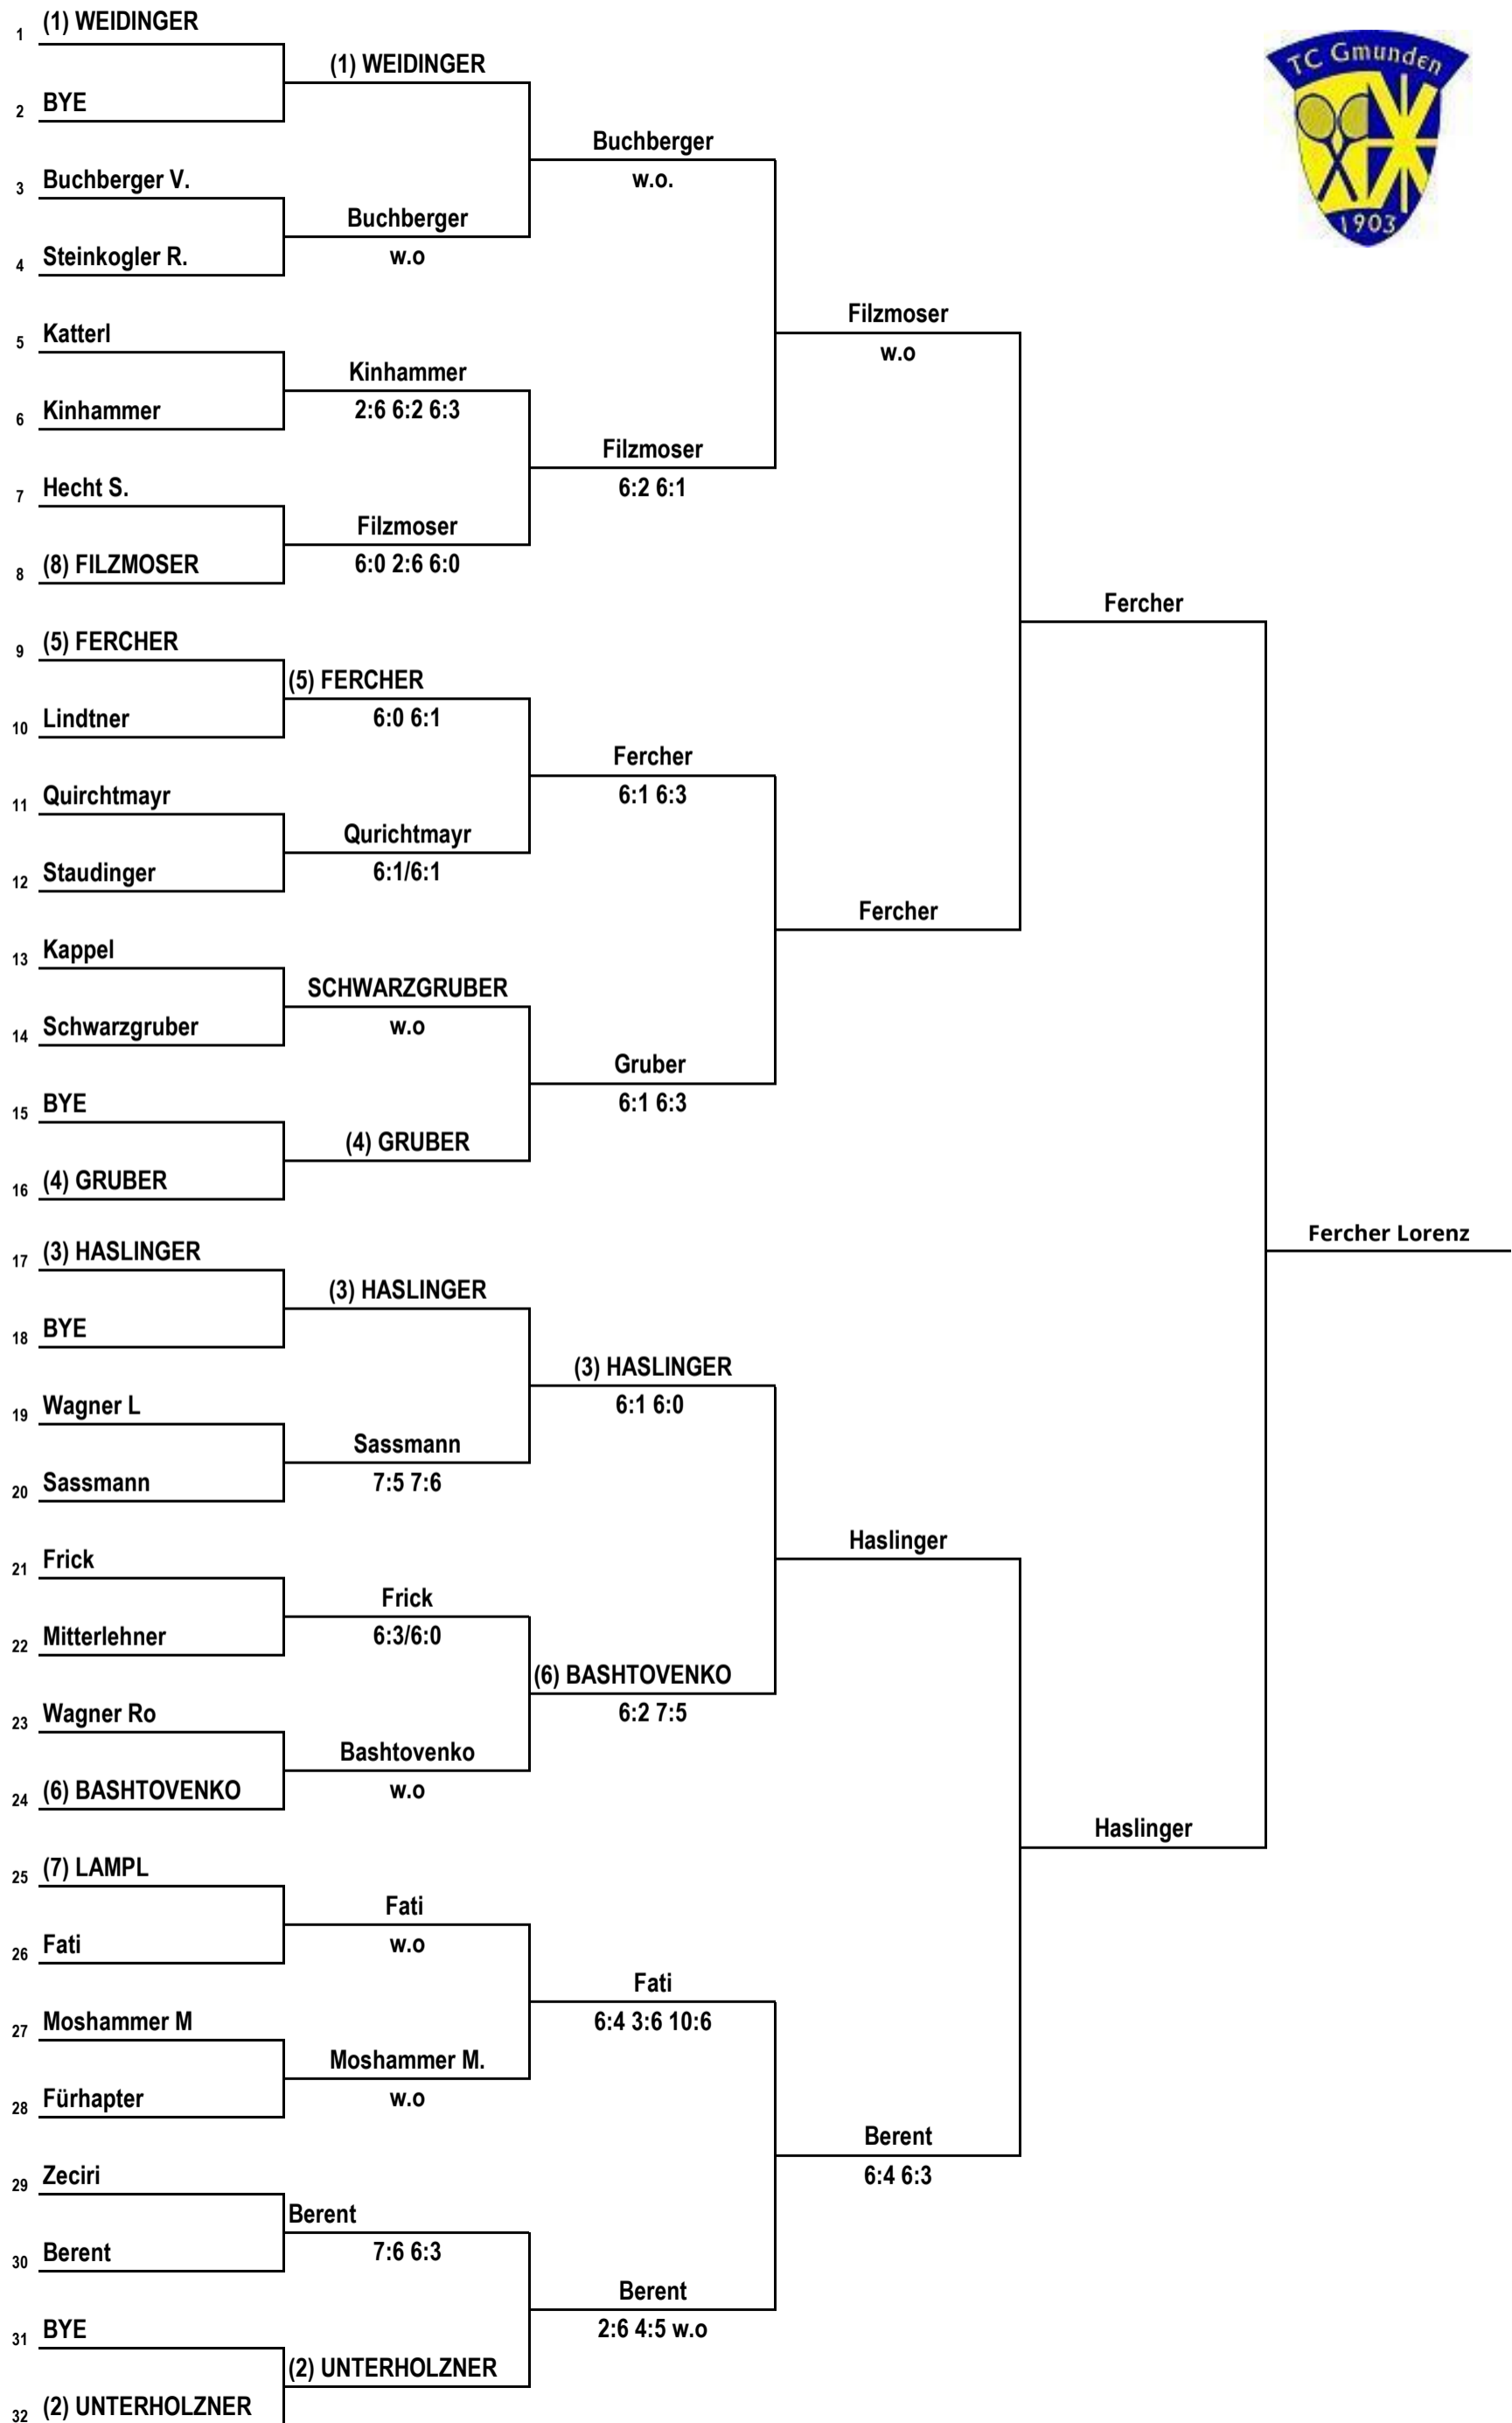 1 (1) WEIDINGER
(1) WEIDINGER
2 BYE
Buchberger
w.o.
3 Buchberger V.
Buchberger
w.o
4 Steinkogler R.
Filzmoser
w.o
5 Katterl
Kinhammer
2:6 6:2 6:3
6 Kinhammer
Filzmoser
6:2 6:1
7 Hecht S.
Filzmoser
6:0 2:6 6:0
8 (8) FILZMOSER
Fercher
9 (5) FERCHER
(5) FERCHER
6:0 6:1
10 Lindtner
Fercher
6:1 6:3
11 Quirchtmayr
Qurichtmayr
6:1/6:1
12 Staudinger
Fercher
13 Kappel
SCHWARZGRUBER
w.o
14 Schwarzgruber
Gruber
6:1 6:3
15 BYE
(4) GRUBER
16 (4) GRUBER
Fercher Lorenz
17 (3) HASLINGER
(3) HASLINGER
18 BYE
(3) HASLINGER
6:1 6:0
19 Wagner L
Sassmann
7:5 7:6
20 Sassmann
Haslinger
21 Frick
Frick
6:3/6:0
22 Mitterlehner
(6) BASHTOVENKO
6:2 7:5
23 Wagner Ro
Bashtovenko
w.o
24 (6) BASHTOVENKO
Haslinger
25 (7) LAMPL
Fati
w.o
26 Fati
Fati
6:4 3:6 10:6
27 Moshammer M
Moshammer M.
w.o
28 Fürhapter
Berent
6:4 6:3
29 Zeciri
Berent
7:6 6:3
30 Berent
Berent
2:6 4:5 w.o
31 BYE
(2) UNTERHOLZNER
32 (2) UNTERHOLZNER
TC Gmunden
1903